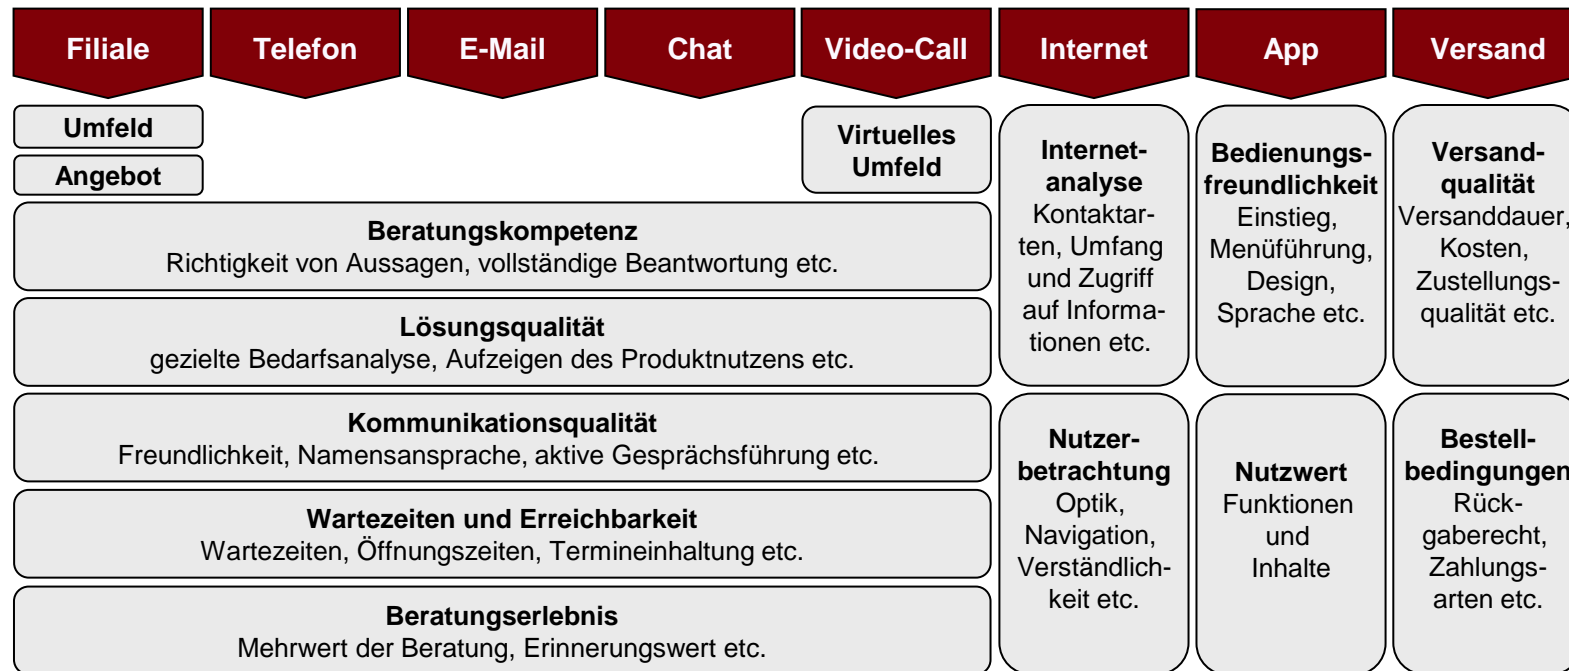 Filiale
Telefon
E-Mail
Chat
Video-Call
Internet
App
Versand
Umfeld
Angebot
Virtuelles
Umfeld
Beratungskompetenz
Richtigkeit von Aussagen, vollständige Beantwortung etc.
Lösungsqualität
gezielte Bedarfsanalyse, Aufzeigen des Produktnutzens etc.
Kommunikationsqualität
Freundlichkeit, Namensansprache, aktive Gesprächsführung etc.
Wartezeiten und Erreichbarkeit
Wartezeiten, Öffnungszeiten, Termineinhaltung etc.
Beratungserlebnis
Mehrwert der Beratung, Erinnerungswert etc.
Internet-
analyse
Kontaktar-
ten, Umfang
und Zugriff
auf Informa-
tionen etc.
Nutzer-
betrachtung
Optik,
Navigation,
Verständlich-
keit etc.
Bedienungs-
freundlichkeit
Einstieg,
Menüführung,
Design,
Sprache etc.
Nutzwert
Funktionen
und
Inhalte
Versand-
qualität
Versanddauer,
Kosten,
Zustellungs-
qualität etc.
Bestell-
bedingungen
Rück-
gaberecht,
Zahlungs-
arten etc.